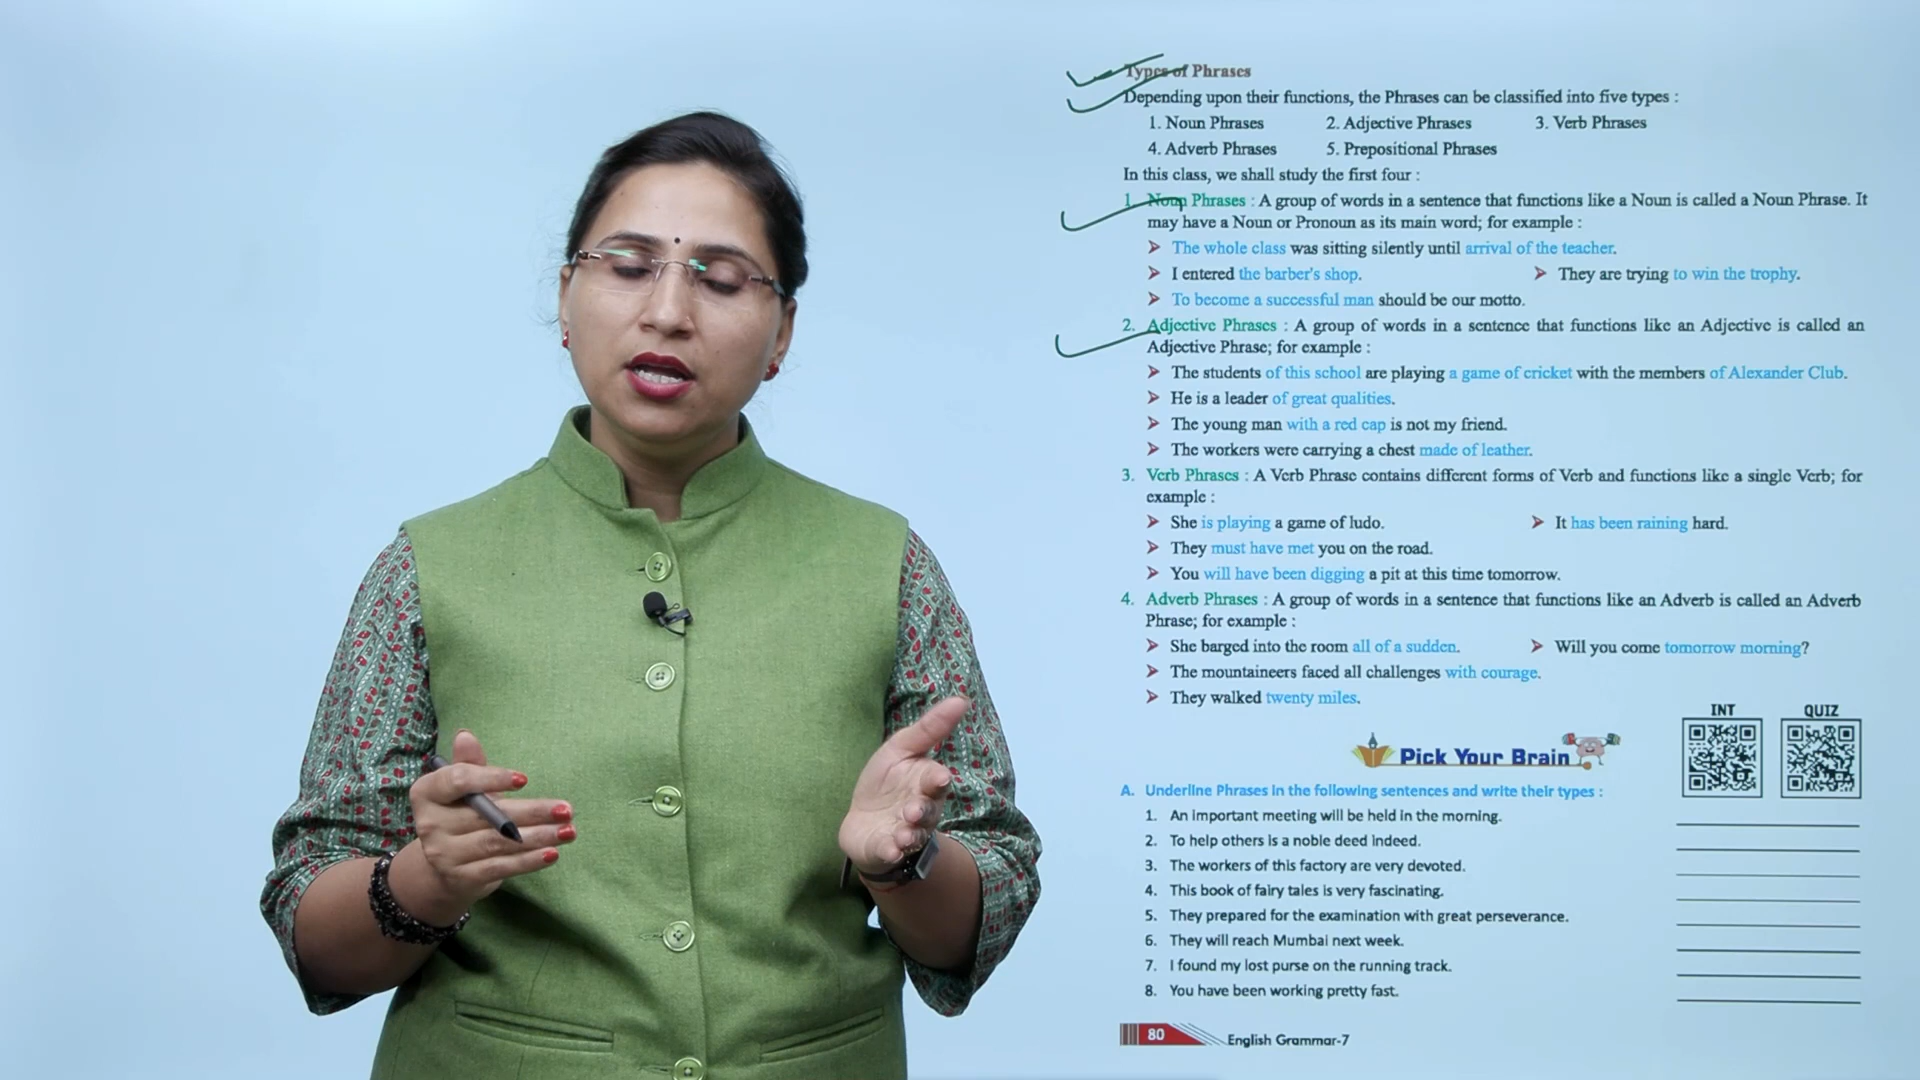 Types of Phrases
Depending upon their functions, the Phrases can be classified into five types :
1. Noun Phrases 2. Adjective Phrases 3. Verb Phrases
4. Adverb Phrases 5. Prepositional Phrases
In this class, we shall study the first four :
1. Noun Phrases : A group of words in a sentence that functions like a Noun is called a Noun Phrase. It
may have a Noun or Pronoun as its main word; for example :
➢ The whole class was sitting silently until arrival of the teacher.
➢ I entered the barber's shop. ➢ They are trying to win the trophy.
➢ To become a successful man should be our motto.
2. Adjective Phrases : A group of words in a sentence that functions like an Adjective is called an
Adjective Phrase; for example :
➢ The students of this school are playing a game of cricket with the members of Alexander Club.
➢ He is a leader of great qualities.
➢ The young man with a red cap is not my friend.
➢ The workers were carrying a chest made of leather.
3. Verb Phrases : A Verb Phrase contains different forms of Verb and functions like a single Verb; for
example :
➢ She is playing a game of ludo. ➢ It has been raining hard.
➢ They must have met you on the road.
➢ You will have been digging a pit at this time tomorrow.
4. Adverb Phrases : A group of words in a sentence that functions like an Adverb is called an Adverb
Phrase; for example :
➢ She barged into the room all of a sudden. ➢ Will you come tomorrow morning?
➢ The mountaineers faced all challenges with courage.
➢ They walked twenty miles.
INT QUIZ
Pick Your Brain
A. Underline Phrases in the following sentences and write their types :
1. An important meeting will be held in the morning.
2. To help others is a noble deed indeed.
3. The workers of this factory are very devoted.
4. This book of fairy tales is very fascinating.
5. They prepared for the examination with great perseverance.
6. They will reach Mumbai next week.
7. I found my lost purse on the running track.
8. You have been working pretty fast.
80 English Grammar-7